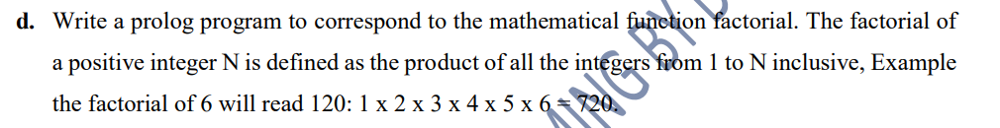 d. Write a prolog program to correspond to the mathematical function factorial. The factorial of
a positive integer N is defined as the product of all the integers from 1 to N inclusive, Example
the factorial of 6 will read 120: 1 x 2 x 3 x 4 x 5 x 6 = 720.
ING BY D